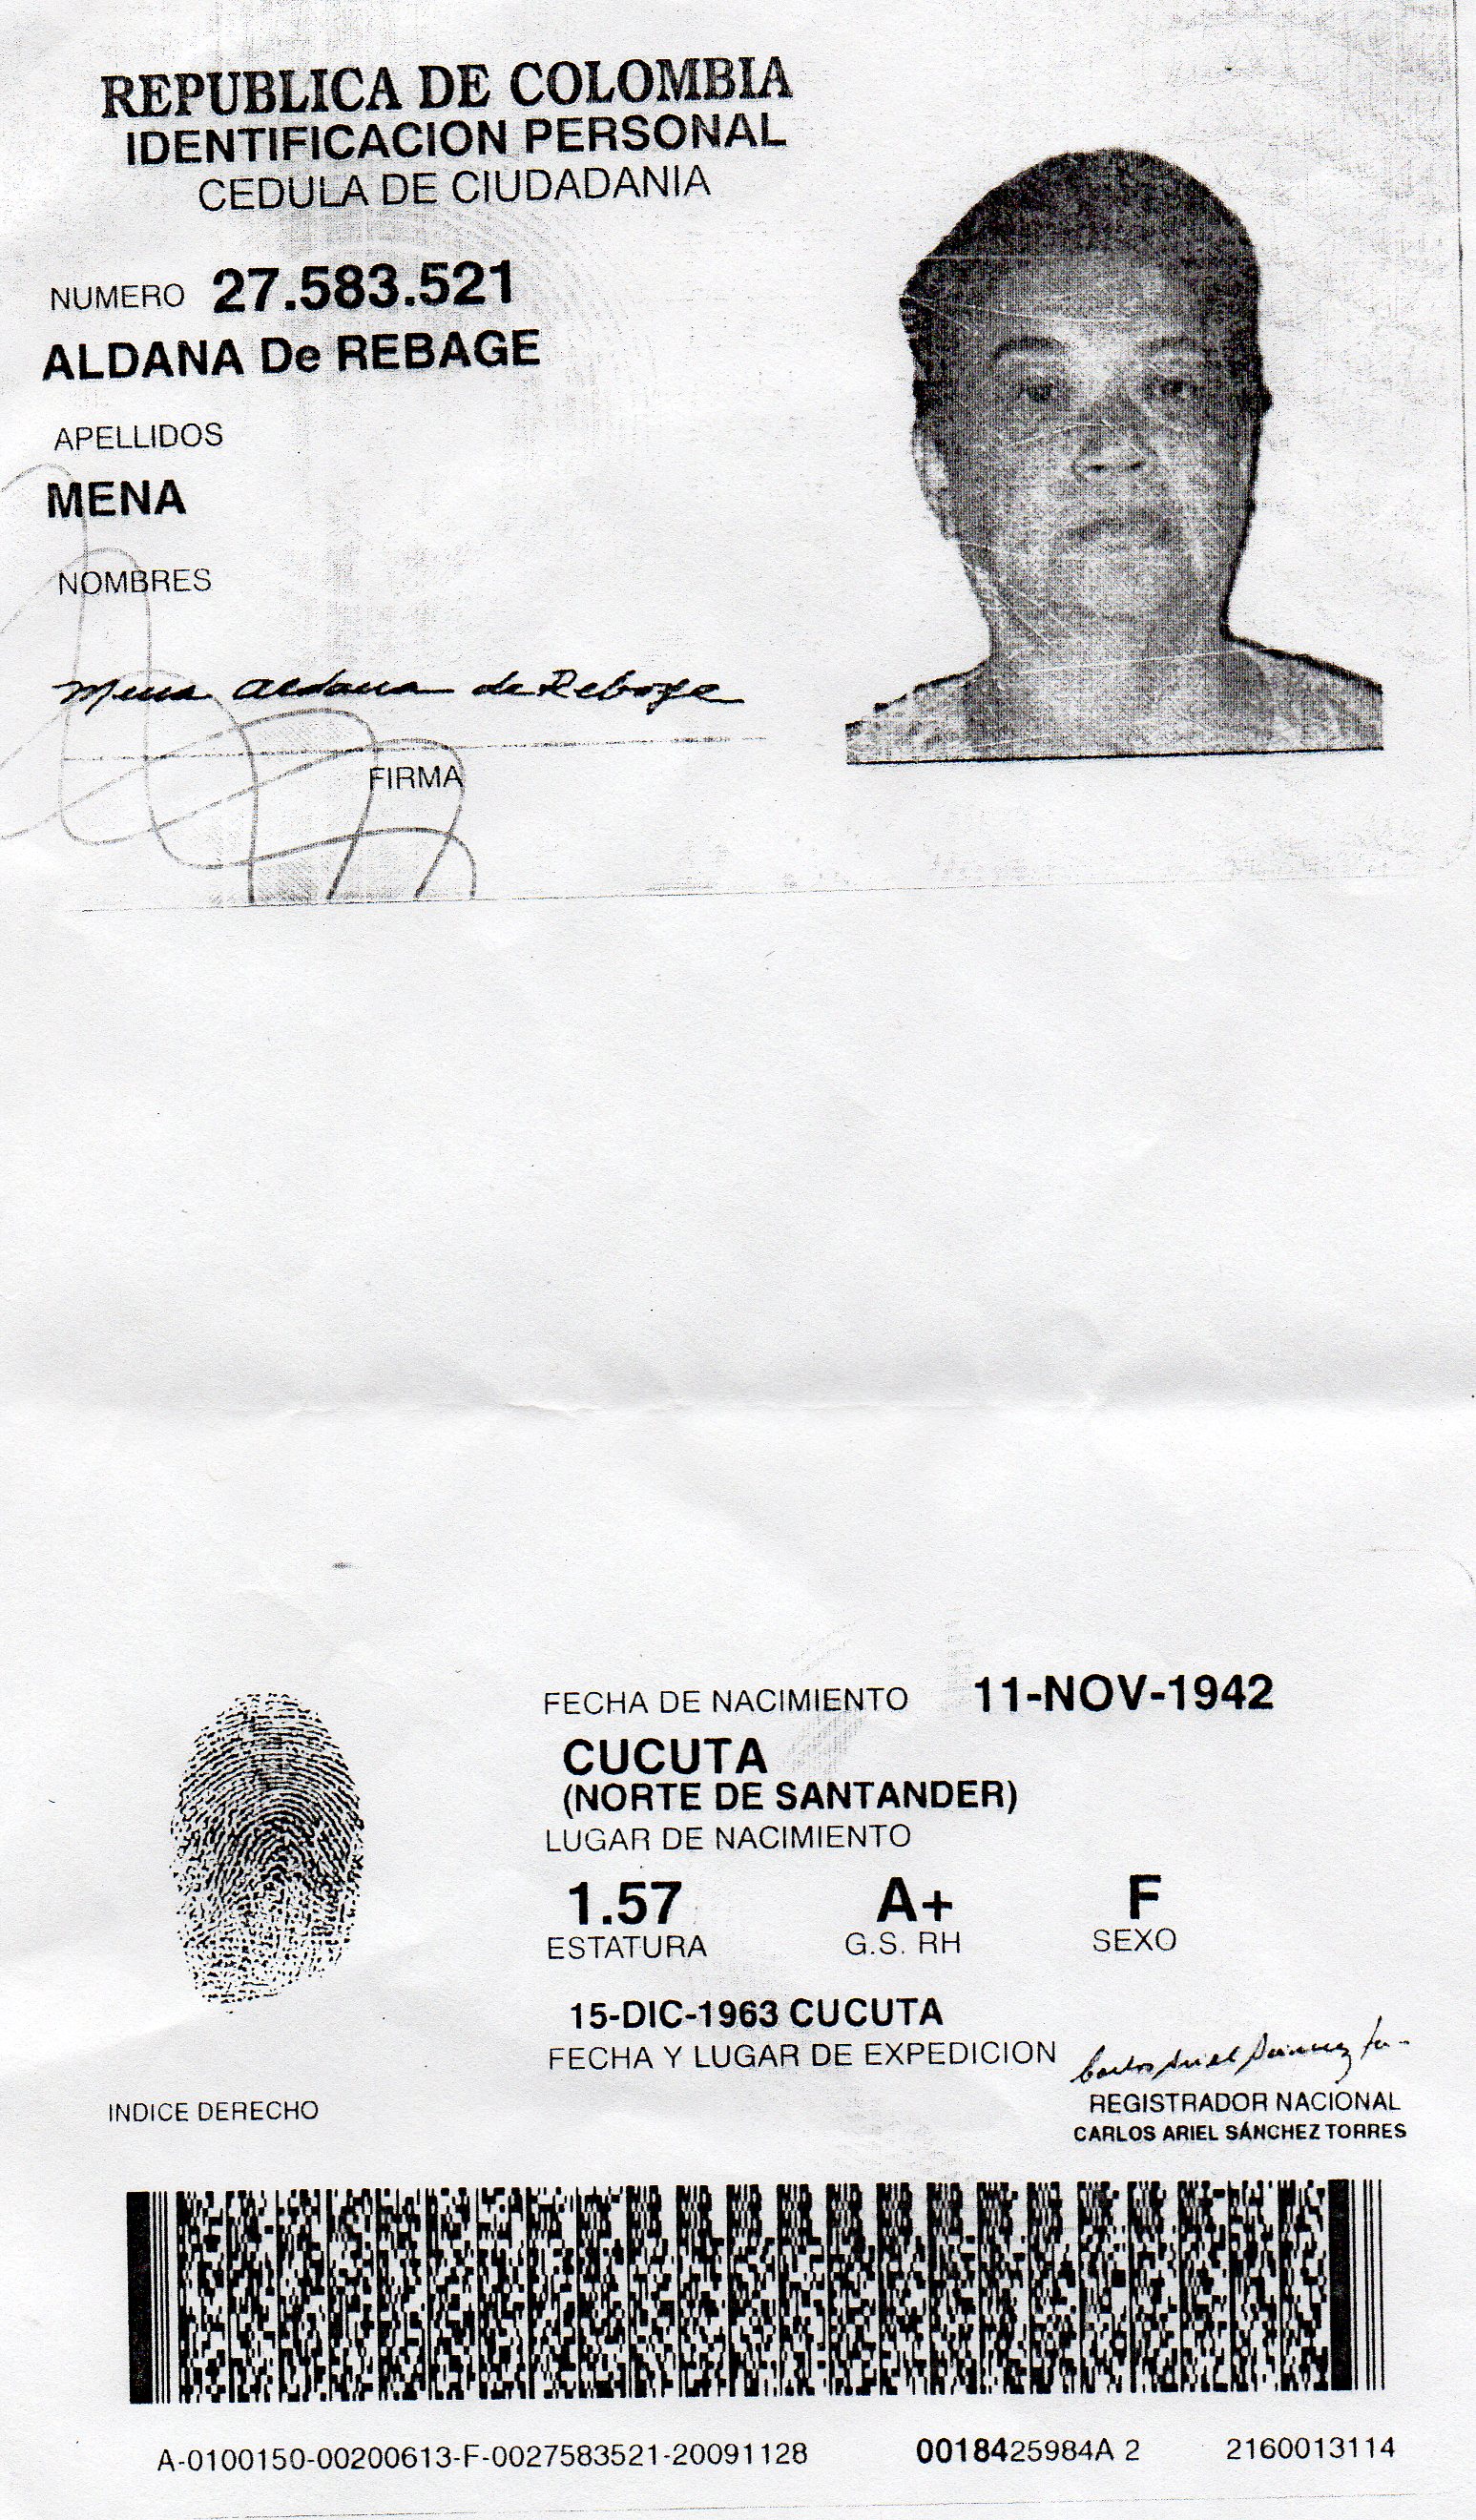 REPUBLICA DE COLOMBIA
IDENTIFICACION PERSONAL
CEDULA DE CIUDADANIA
NUMERO 27.583.521
ALDANA De REBAGE
APELLIDOS
MENA
NOMBRES
Mena Aldana de Rebage
FIRMA
FECHA DE NACIMIENTO 11-NOV-1942
CUCUTA
(NORTE DE SANTANDER)
LUGAR DE NACIMIENTO
1.57 A+ F
ESTATURA G.S. RH SEXO
15-DIC-1963 CUCUTA
FECHA Y LUGAR DE EXPEDICION
INDICE DERECHO
REGISTRADOR NACIONAL
CARLOS ARIEL SÁNCHEZ TORRES
A-0100150-00200613-F-0027583521-20091128 0018425984A 2 2160013114